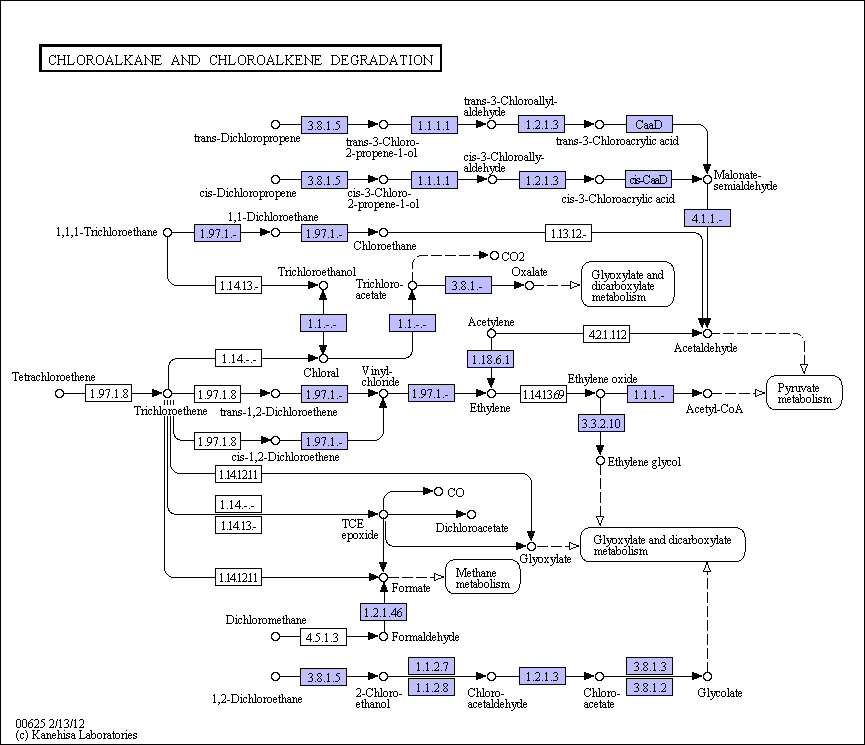 CHLOROALKANE AND CHLOROALKENE DEGRADATION
trans-3-Chloroallyl-
aldehyde
3.8.1.5
1.1.1.1
1.2.1.3
CaaD
trans-Dichloropropene
trans-3-Chloro-
2-propene-1-ol
trans-3-Chloroacrylic acid
cis-3-Chloroally-
aldehyde
3.8.1.5
1.1.1.1
1.2.1.3
cis-CaaD
Malonate-
semialdehyde
cis-Dichloropropene
cis-3-Chloro-
2-propene-1-ol
cis-3-Chloroacrylic acid
4.1.1.-
1,1-Dichloroethane
1,1,1-Trichloroethane
1.97.1.-
1.97.1.-
1.13.12.-
Chloroethane
CO2
Trichloroethanol
Oxalate
1.14.13.-
Trichloro-
acetate
3.8.1.-
Glyoxylate and
dicarboxylate
metabolism
1.1.-.-
1.1.-.-
Acetylene
4.2.1.112
Acetaldehyde
1.14.-.-
Chloral
1.18.6.1
Tetrachloroethene
Vinyl-
chloride
Ethylene oxide
1.97.1.8
1.97.1.8
1.97.1.-
1.97.1.-
1.14.13.69
1.1.1.-
Pyruvate
metabolism
Trichloroethene
trans-1,2-Dichloroethene
Ethylene
Acetyl-CoA
3.3.2.10
1.97.1.8
1.97.1.-
cis-1,2-Dichloroethene
Ethylene glycol
1.14.12.11
CO
1.14.-.-
1.14.13.-
TCE
epoxide
Dichloroacetate
Glyoxylate
Glyoxylate and dicarboxylate
metabolism
1.14.12.11
Formate
Methane
metabolism
1.2.1.46
Dichloromethane
4.5.1.3
Formaldehyde
3.8.1.5
1.1.2.7
1.1.2.8
1.2.1.3
3.8.1.3
3.8.1.2
1,2-Dichloroethane
2-Chloro-
ethanol
Chloro-
acetaldehyde
Chloro-
acetate
Glycolate
00625 2/13/12
(c) Kanehisa Laboratories